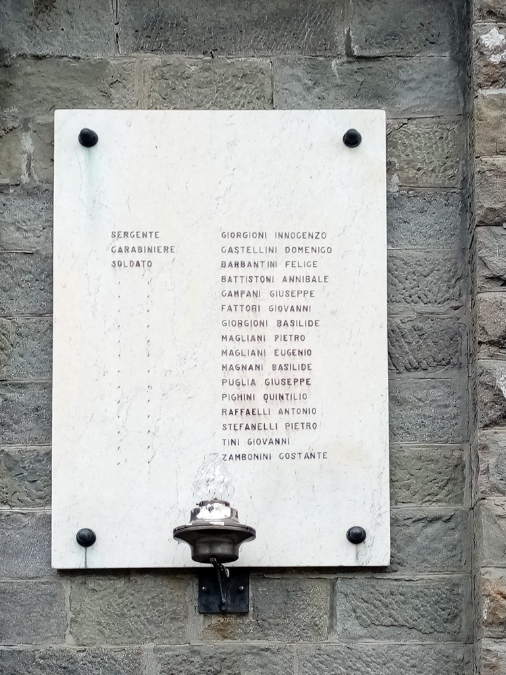 SERGENTE GIORGIONI INNOCENZO
CARABINIERE CASTELLINI DOMENICO
SOLDATO BARBANTINI FELICE
" " BATTISTONI ANNIBALE
" " CAMPANI GIUSEPPE
" " FATTORI GIOVANNI
" " GIORGIONI BASILIDE
" " MAGLIANI PIETRO
" " MAGLIANI EUGENIO
" " MAGNANI BASILIDE
" " PUGLIA GIUSEPPE
" " PIGHINI QUINTILIO
" " RAFFAELLI ANTONIO
" " STEFANELLI PIETRO
" " TINI GIOVANNI
" " ZAMBONINI COSTANTE